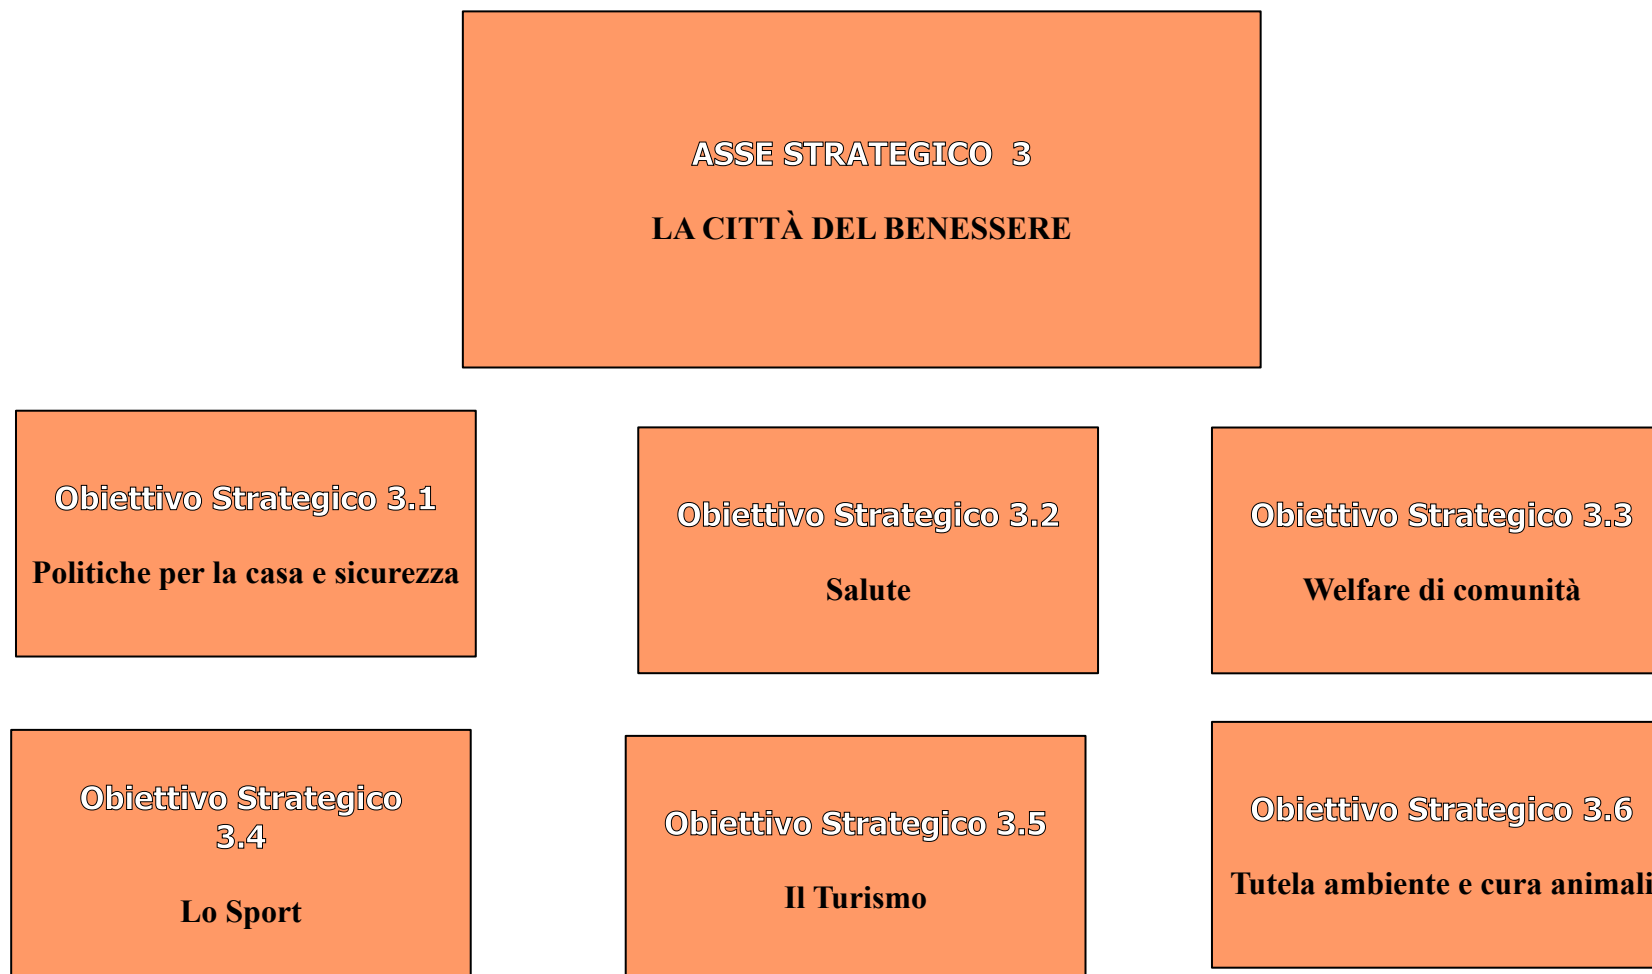 ASSE STRATEGICO 3
LA CITTÀ DEL BENESSERE
Obiettivo Strategico 3.1
Politiche per la casa e sicurezza
Obiettivo Strategico 3.2
Salute
Obiettivo Strategico 3.3
Welfare di comunità
Obiettivo Strategico
3.4
Lo Sport
Obiettivo Strategico 3.5
Il Turismo
Obiettivo Strategico 3.6
Tutela ambiente e cura animali